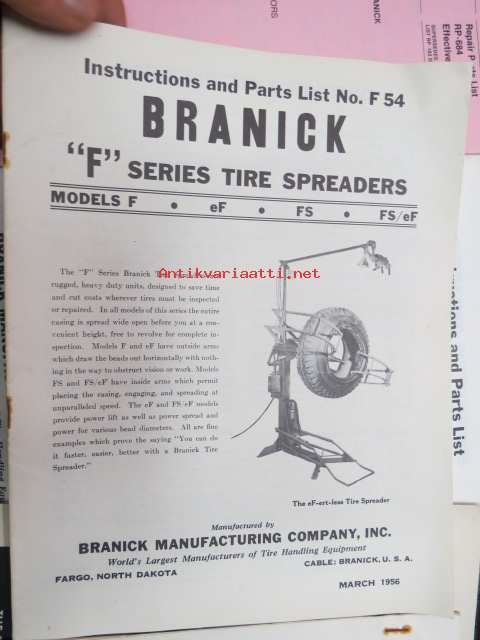 Instructions and Parts List No. F 54
BRANICK
"F" SERIES TIRE SPREADERS
MODELS F • eF • FS • FS/eF
The "F" Series Branick
rugged, heavy duty units, designed to save time
and cut costs wherever tires must be inspected
or repaired. In all models of this series the entire
casing is spread wide open before you at a con-
venient height, free to revolve for complete in-
spection. Models F and eF have outside arms
which draw the beads out horizontally with noth-
ing in the way to obstruct vision or work. Models
FS and FS/eF have inside arms which permit
placing the casing, engaging, and spreading at
unparalleled speed. The eF and FS/eF models
provide power lift as well as power spread and
power for various bead diameters. All are fine
examples which prove the saying "You can do
it faster, easier, better with a Branick Tire
Spreader."
The eF-ert-less Tire Spreader
Manufactured by
BRANICK MANUFACTURING COMPANY, INC.
World's Largest Manufacturers of Tire Handling Equipment
FARGO, NORTH DAKOTA CABLE: BRANICK, U. S. A.
MARCH 1956
Antikvariaatti.net
Repair Parts List
RP-684
Effective
and Parts List